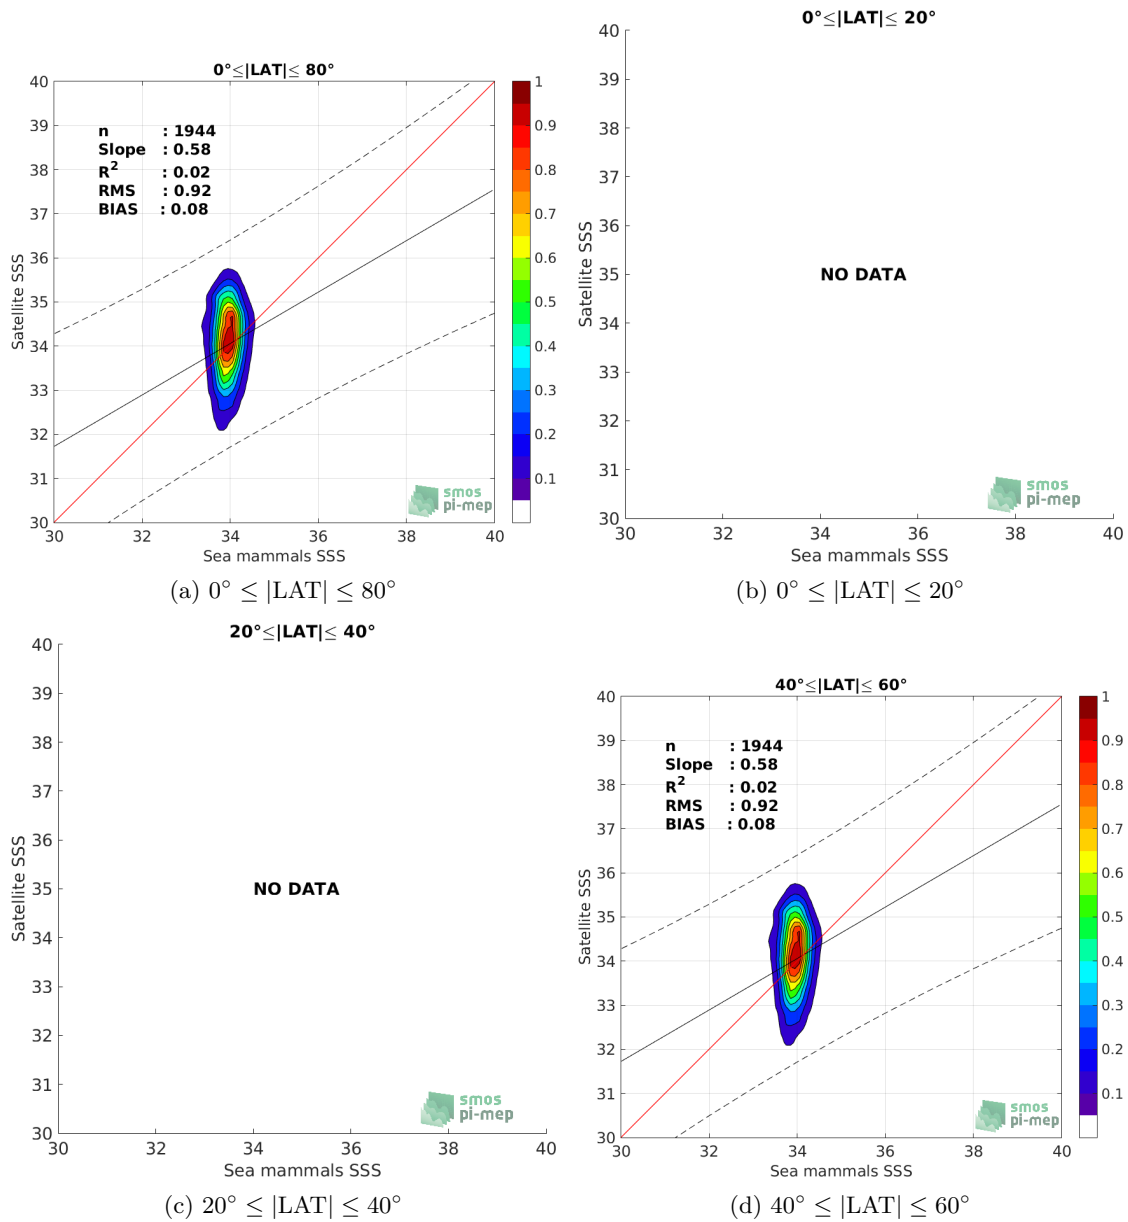 0°≤|LAT|≤ 80°
40
39
38
37
36
35
34
33
32
31
30
Satellite SSS
n : 1944
Slope : 0.58
R2 : 0.02
RMS : 0.92
BIAS : 0.08
smos
pi-mep
30 32 34 36 38 40
Sea mammals SSS
1
0.9
0.8
0.7
0.6
0.5
0.4
0.3
0.2
0.1
(a) 0° ≤ |LAT| ≤ 80°
0°≤|LAT|≤ 20°
40
39
38
37
36
35
34
33
32
31
30
Satellite SSS
NO DATA
smos
pi-mep
30 32 34 36 38 40
Sea mammals SSS
(b) 0° ≤ |LAT| ≤ 20°
20°≤|LAT|≤ 40°
40
39
38
37
36
35
34
33
32
31
30
Satellite SSS
NO DATA
smos
pi-mep
30 32 34 36 38 40
Sea mammals SSS
(c) 20° ≤ |LAT| ≤ 40°
40°≤|LAT|≤ 60°
40
39
38
37
36
35
34
33
32
31
30
Satellite SSS
n : 1944
Slope : 0.58
R2 : 0.02
RMS : 0.92
BIAS : 0.08
smos
pi-mep
30 32 34 36 38 40
Sea mammals SSS
1
0.9
0.8
0.7
0.6
0.5
0.4
0.3
0.2
0.1
(d) 40° ≤ |LAT| ≤ 60°